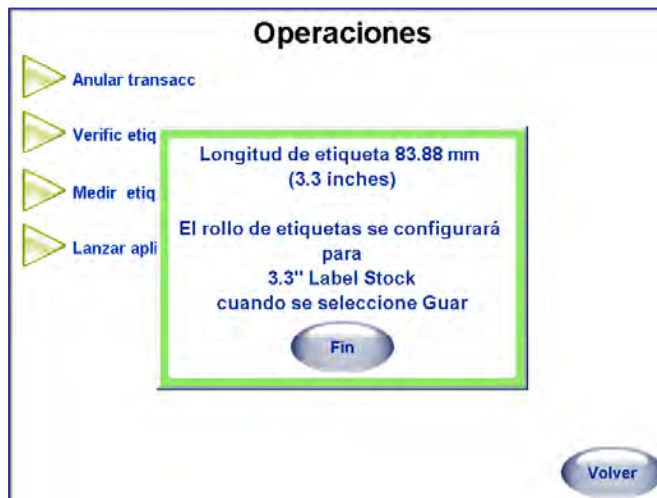 Operaciones
Anular transacc
Verific etiq
Medir etiq
Lanzar apli
Longitud de etiqueta 83.88 mm
(3.3 inches)
El rollo de etiquetas se configurará
para
3.3" Label Stock
cuando se seleccione Guar
Fin
Volver